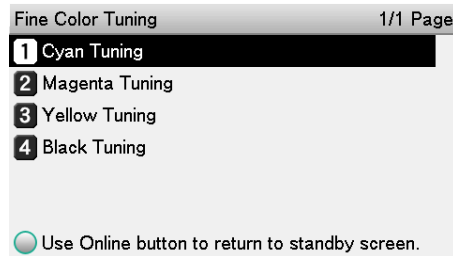 Fine Color Tuning 1/1 Page
1 Cyan Tuning
2 Magenta Tuning
3 Yellow Tuning
4 Black Tuning
Use Online button to return to standby screen.